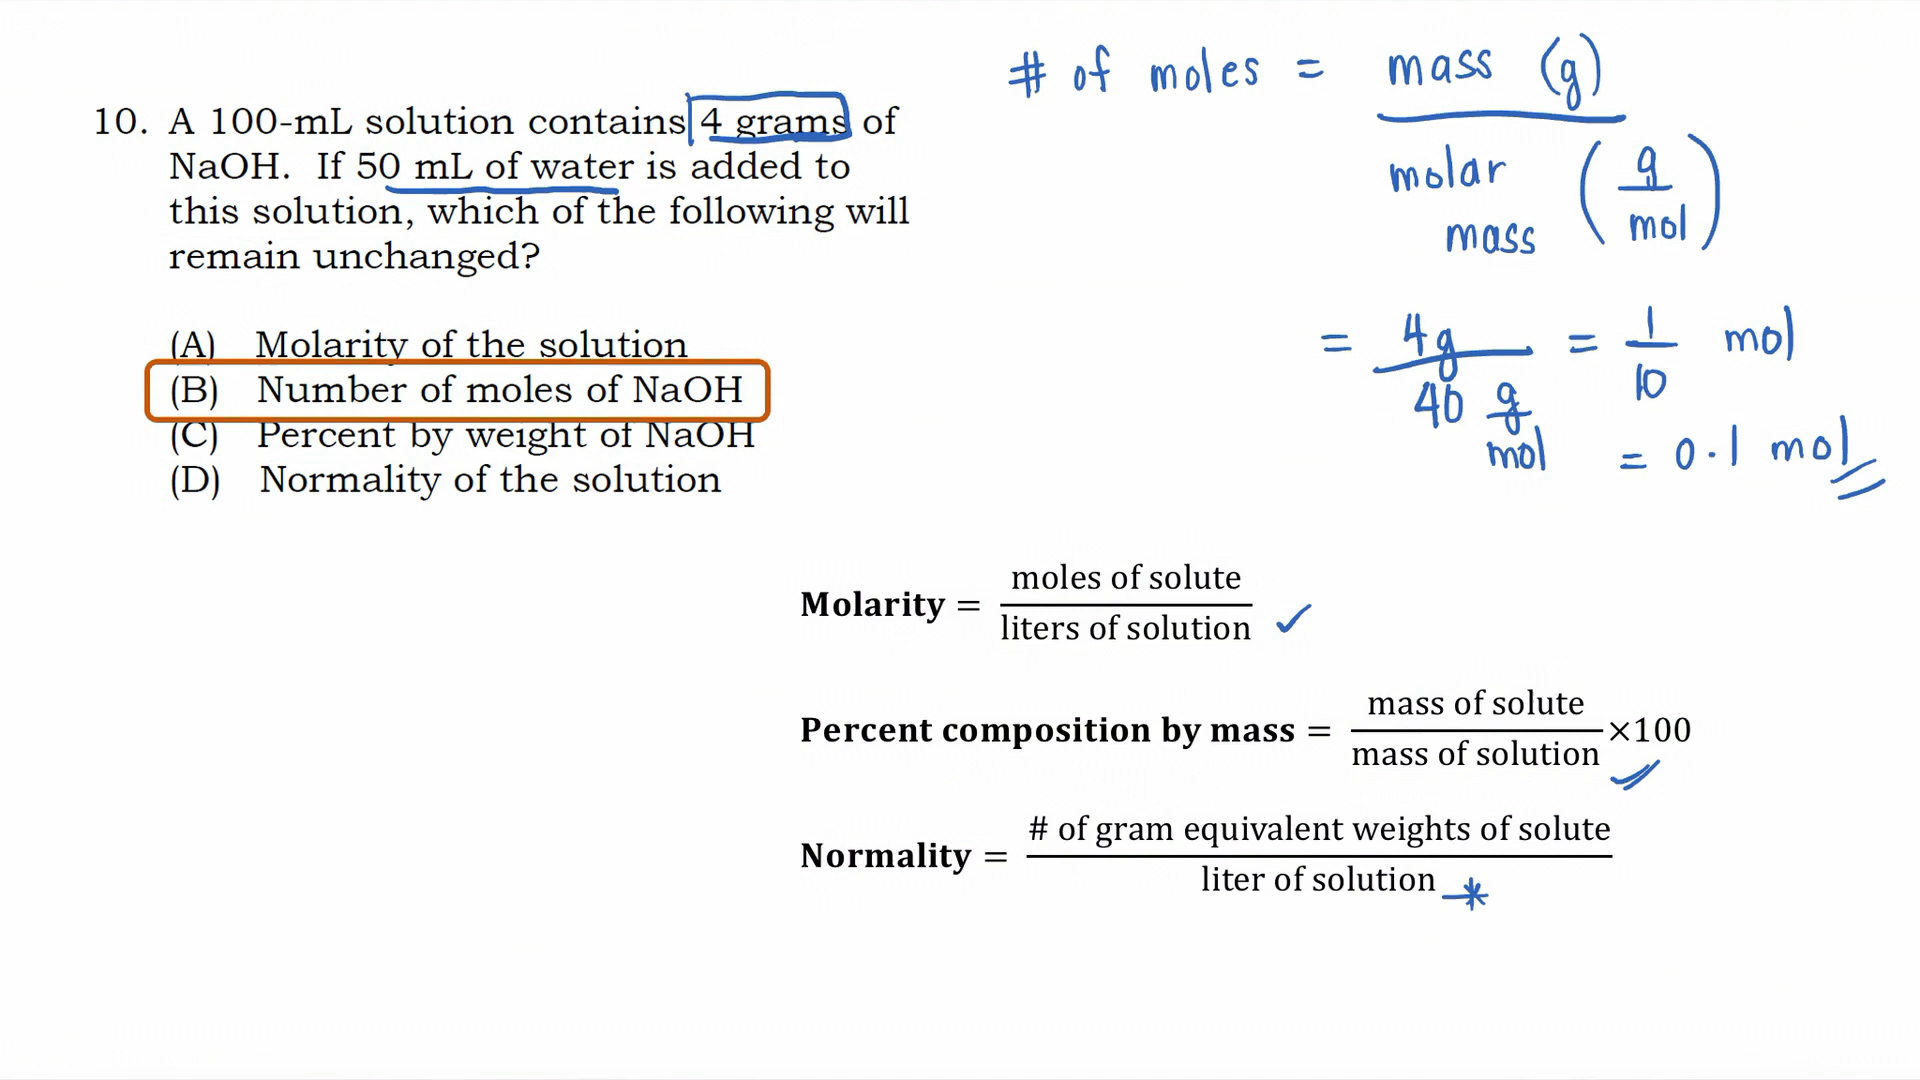 10. A 100-mL solution contains 4 grams of
NaOH. If 50 mL of water is added to
this solution, which of the following will
remain unchanged?
(A) Molarity of the solution
(B) Number of moles of NaOH
(C) Percent by weight of NaOH
(D) Normality of the solution
# of moles = mass (g)
molar mass (g/mol)
= 4g / 40 g/mol = 1/10 mol
= 0.1 mol
Molarity = moles of solute / liters of solution ✓
Percent composition by mass = mass of solute / mass of solution ×100
Normality = # of gram equivalent weights of solute / liter of solution *